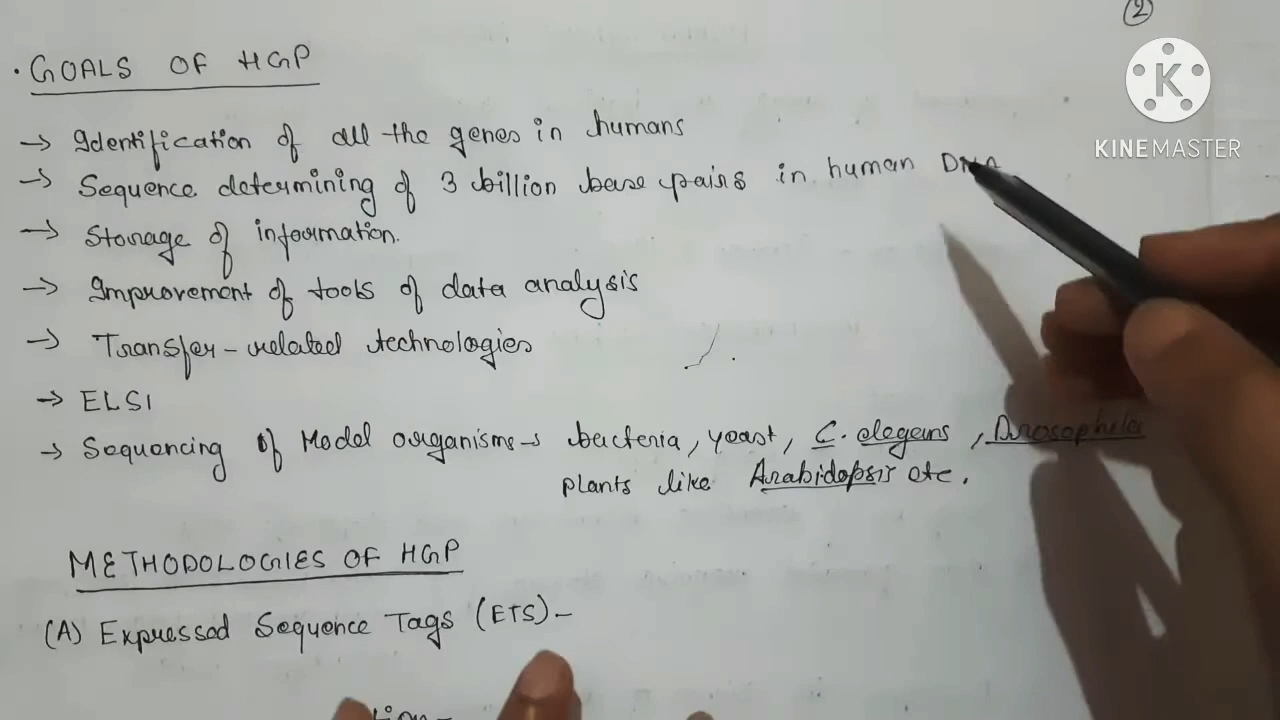 ②
· GOALS OF HGP
K
KINEMASTER
→ Identification of all the genes in humans
→ Sequence determining of 3 billion base pairs in human DNA
→ Storage of information.
→ Improvement of tools of data analysis
→ Transfer-related technologies
→ ELSI
→ Sequencing of Model organisms→ bacteria, yeast, C. elegans, Drosophila
plants like Arabidopsis etc.
METHODOLOGIES OF HGP
(A) Expressed Sequence Tags (ETS) –